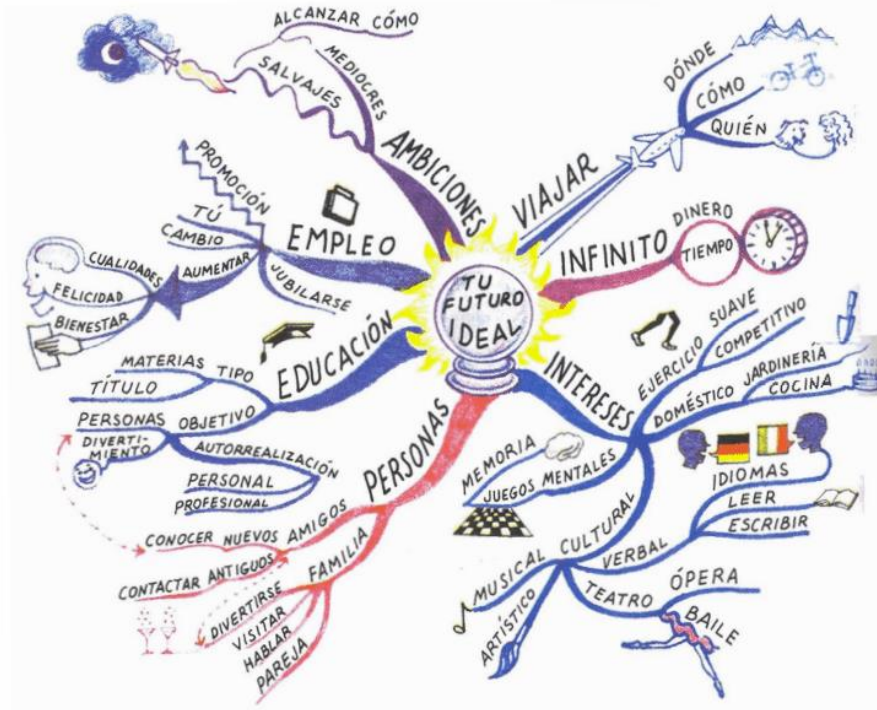 TU
FUTURO
IDEAL
VIAJAR
DÓNDE
CÓMO
QUIÉN
INFINITO
DINERO
TIEMPO
INTERESES
EJERCICIO
SUAVE
COMPETITIVO
DOMÉSTICO
JARDINERÍA
COCINA
JUEGOS MENTALES
MEMORIA
CULTURAL
VERBAL
IDIOMAS
LEER
ESCRIBIR
TEATRO
ÓPERA
BAILE
MUSICAL
ARTÍSTICO
PERSONAS
AMIGOS
CONOCER NUEVOS
CONTACTAR ANTIGUOS
FAMILIA
DIVERTIRSE
VISITAR
HABLAR
PAREJA
EDUCACIÓN
TIPO
MATERIAS
TÍTULO
OBJETIVO
PERSONAS
DIVERTI-
MIENTO
AUTORREALIZACIÓN
PERSONAL
PROFESIONAL
EMPLEO
PROMOCIÓN
TÚ
CAMBIO
AUMENTAR
CUALIDADES
FELICIDAD
BIENESTAR
JUBILARSE
AMBICIONES
MEDIOCRES
SALVAJES
ALCANZAR CÓMO